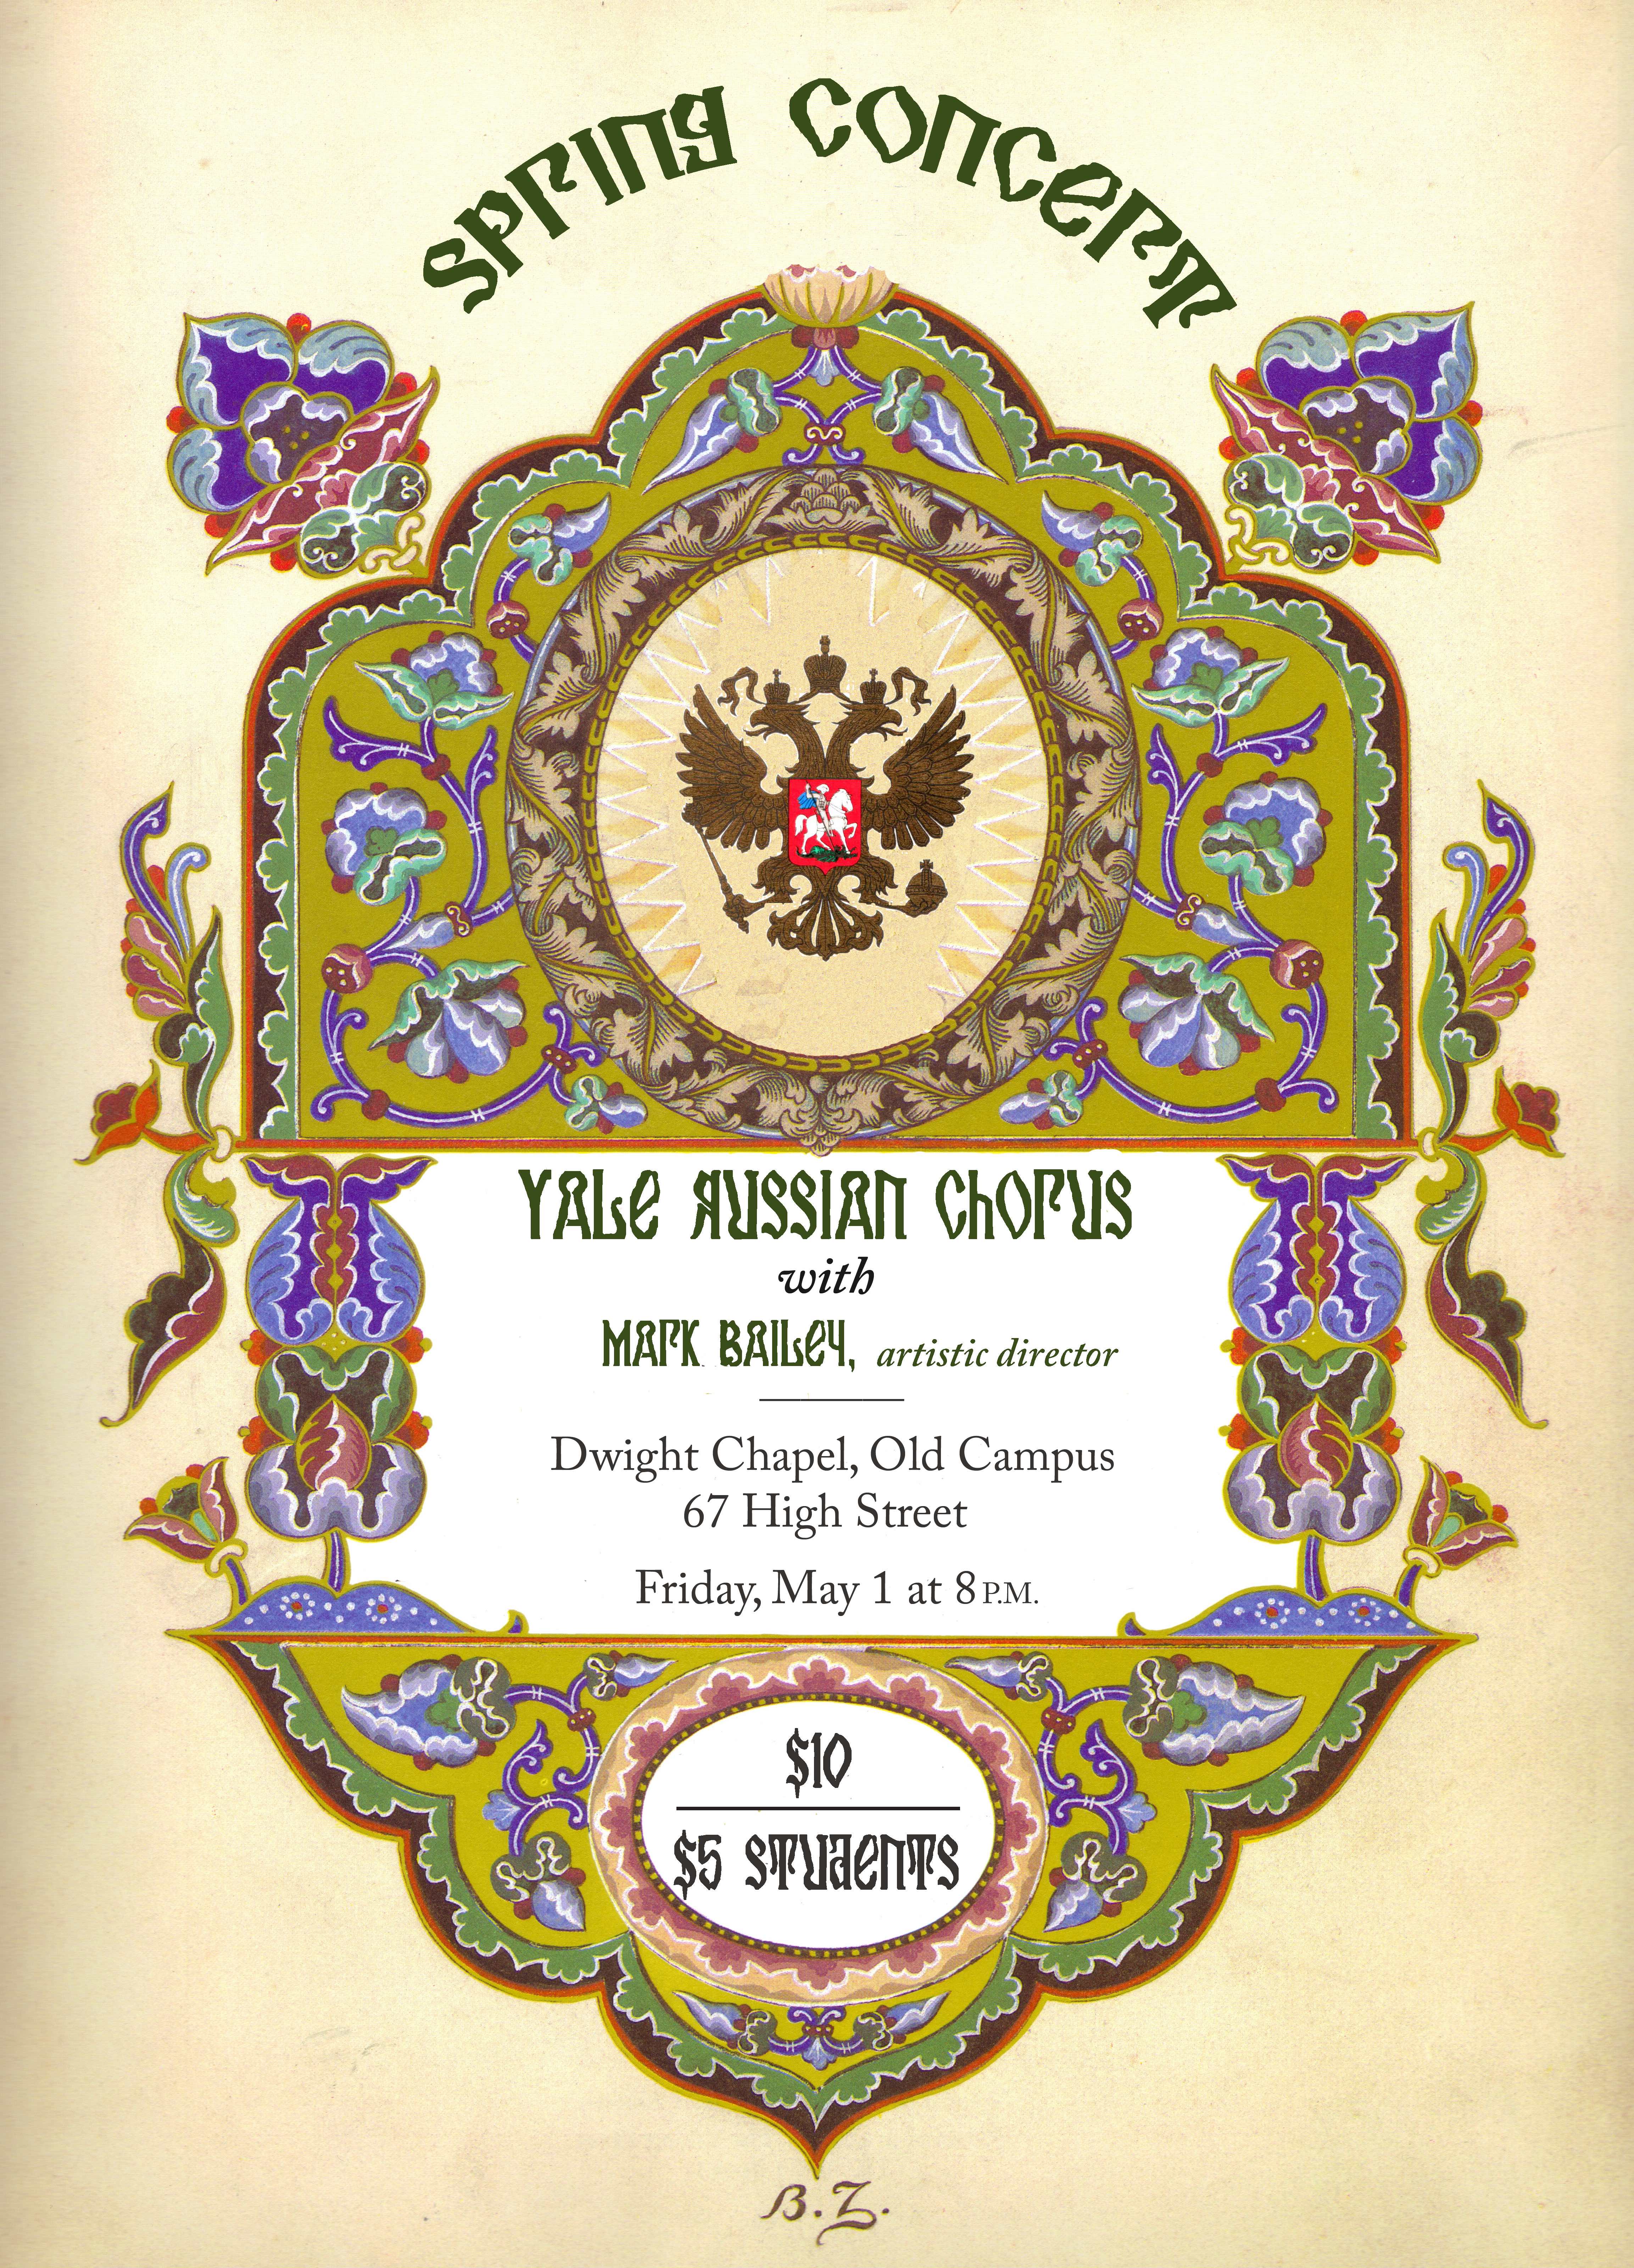 Spring Concert
Yale Russian Chorus
with
Mark Bailey, artistic director
Dwight Chapel, Old Campus
67 High Street
Friday, May 1 at 8 P.M.
$10
$5 Students
B.Z.